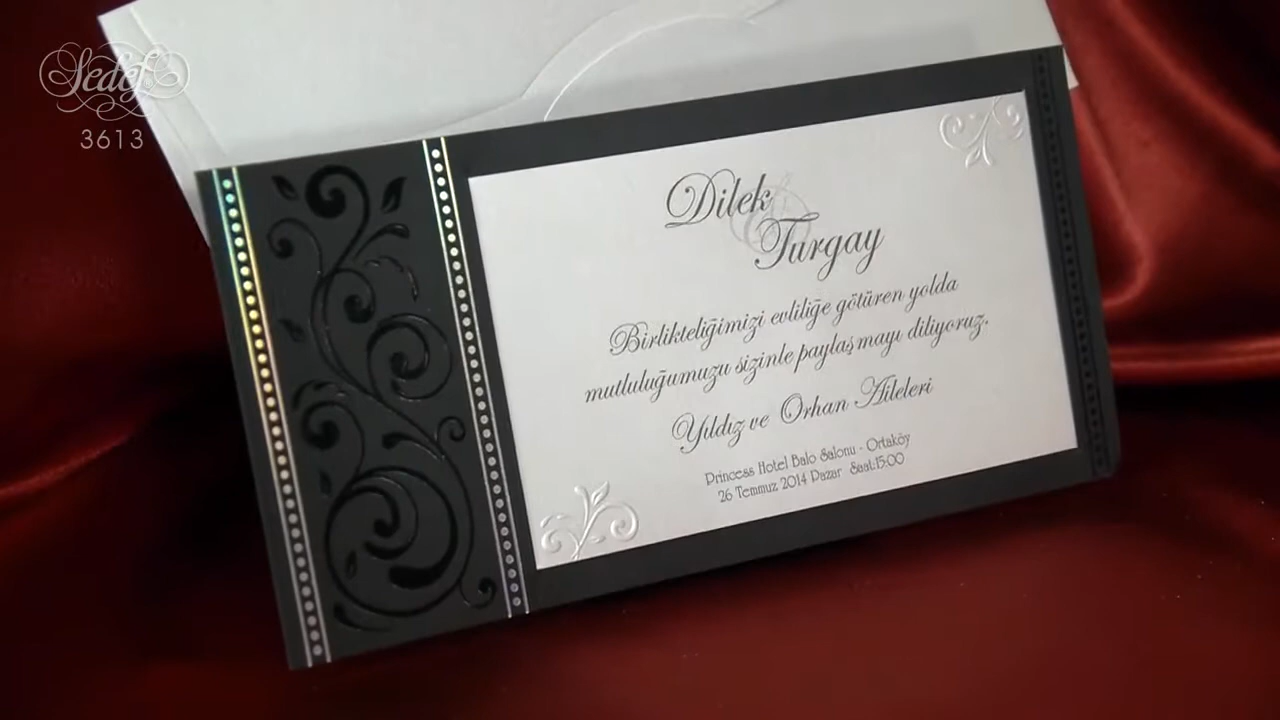 Sedef
3613
Dilek
Turgay
Birlikteliğimizi evliliğe götüren yolda
mutluluğumuzu sizinle paylaşmayı diliyoruz.
Yıldız ve Orhan Aileleri
Princess Hotel Balo Salonu - Ortaköy
26 Temmuz 2014 Pazar Saat:15:00